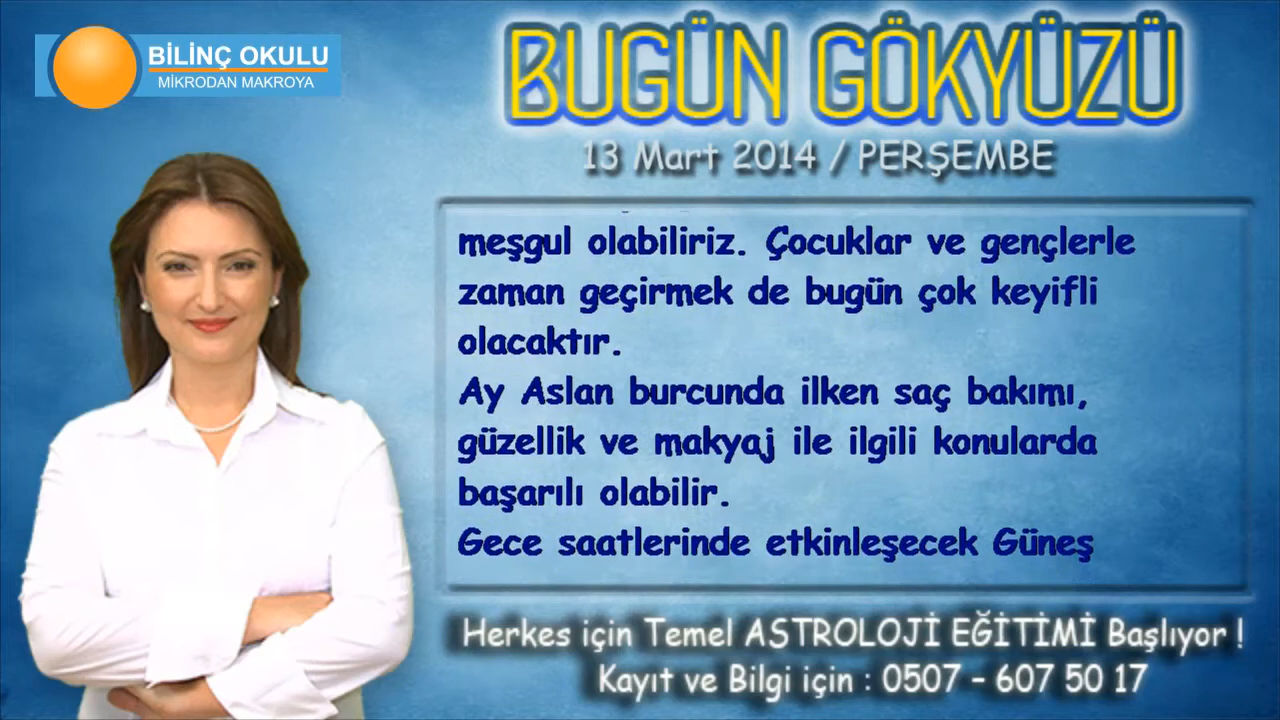 BİLİNÇ OKULU
MİKRODAN MAKROYA
BUGÜN GÖKYÜZÜ
13 Mart 2014 / PERŞEMBE
meşgul olabiliriz. Çocuklar ve gençlerle
zaman geçirmek de bugün çok keyifli
olacaktır.
Ay Aslan burcunda ilken saç bakımı,
güzellik ve makyaj ile ilgili konularda
başarılı olabilir.
Gece saatlerinde etkinleşecek Güneş
Herkes için Temel ASTROLOJİ EĞİTİMİ Başlıyor !
Kayıt ve Bilgi için : 0507 - 607 50 17